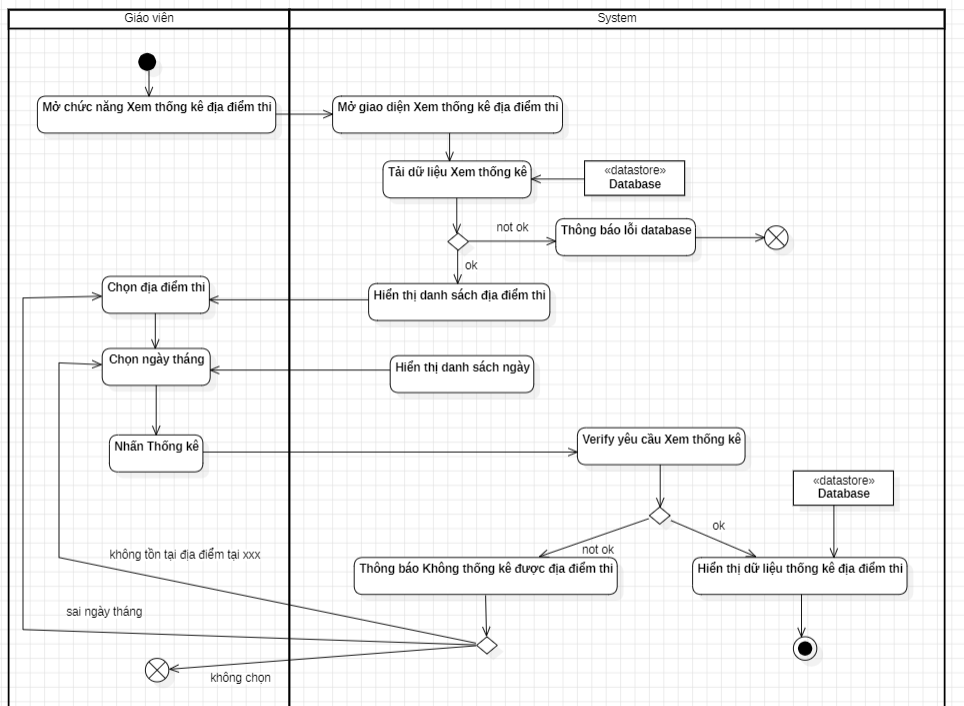 Giáo viên
System
Mở chức năng Xem thống kê địa điểm thi
Mở giao diện Xem thống kê địa điểm thi
Tải dữ liệu Xem thống kê
«datastore»
Database
not ok
Thông báo lỗi database
ok
Chọn địa điểm thi
Hiển thị danh sách địa điểm thi
Chọn ngày tháng
Hiển thị danh sách ngày
Nhấn Thống kê
Verify yêu cầu Xem thống kê
«datastore»
Database
ok
not ok
không tồn tại địa điểm tại xxx
Thông báo Không thống kê được địa điểm thi
Hiển thị dữ liệu thống kê địa điểm thi
sai ngày tháng
không chọn